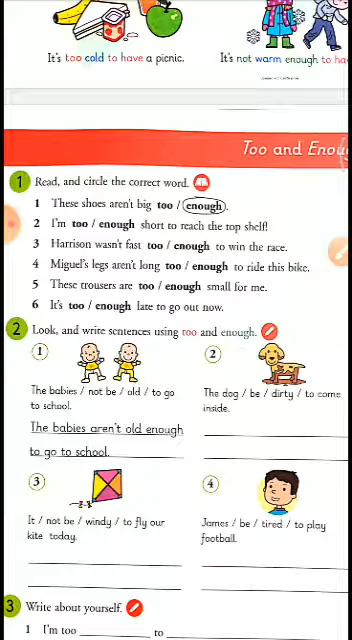 It's too cold to have a picnic.
It's not warm enough to ha
Too and Enou
1 Read, and circle the correct word.
1 These shoes aren't big too / enough.
2 I'm too / enough short to reach the top shelf!
3 Harrison wasn't fast too / enough to win the race.
4 Miguel's legs aren't long too / enough to ride this bike.
5 These trousers are too / enough small for me.
6 It's too / enough late to go out now.
2 Look, and write sentences using too and enough.
1
The babies / not be / old / to go
to school.
The babies aren't old enough
to go to school.
2
The dog / be / dirty / to come
inside.
3
It / not be / windy / to fly our
kite today.
4
James / be / tired / to play
football.
3 Write about yourself.
1 I'm too ____________ to ____________